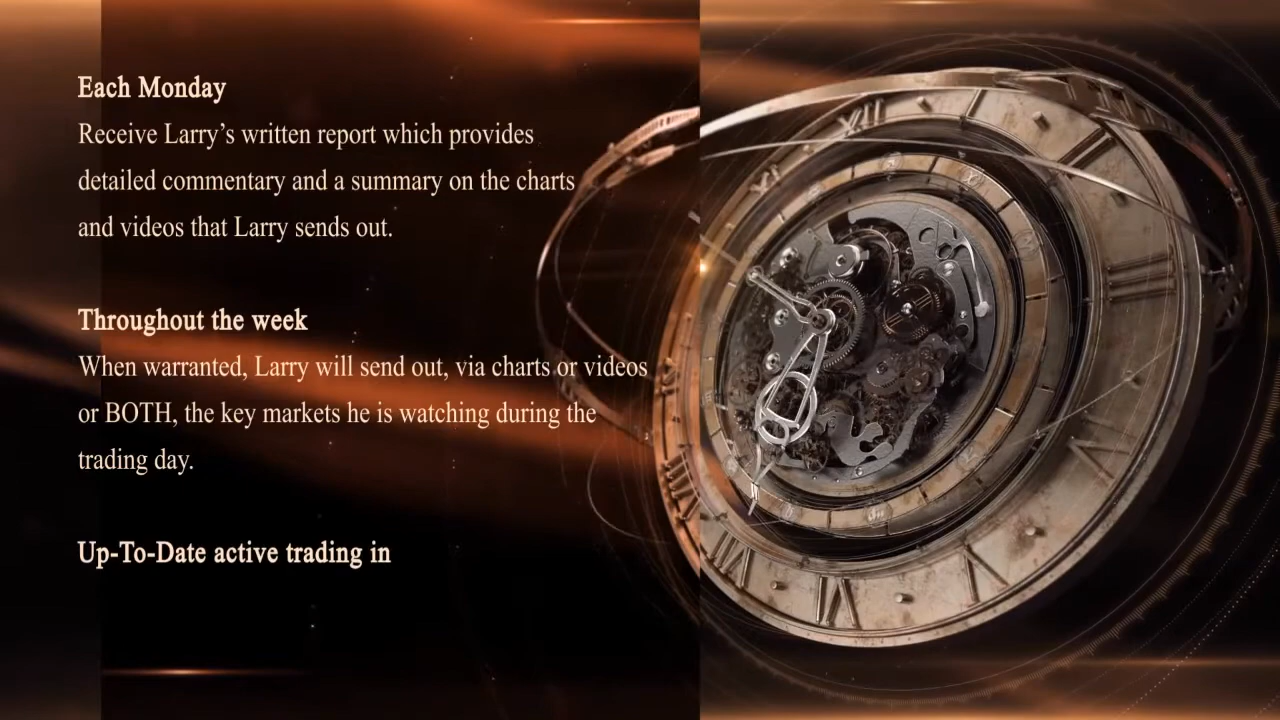 Each Monday
Receive Larry’s written report which provides
detailed commentary and a summary on the charts
and videos that Larry sends out.
Throughout the week
When warranted, Larry will send out, via charts or videos
or BOTH, the key markets he is watching during the
trading day.
Up-To-Date active trading in